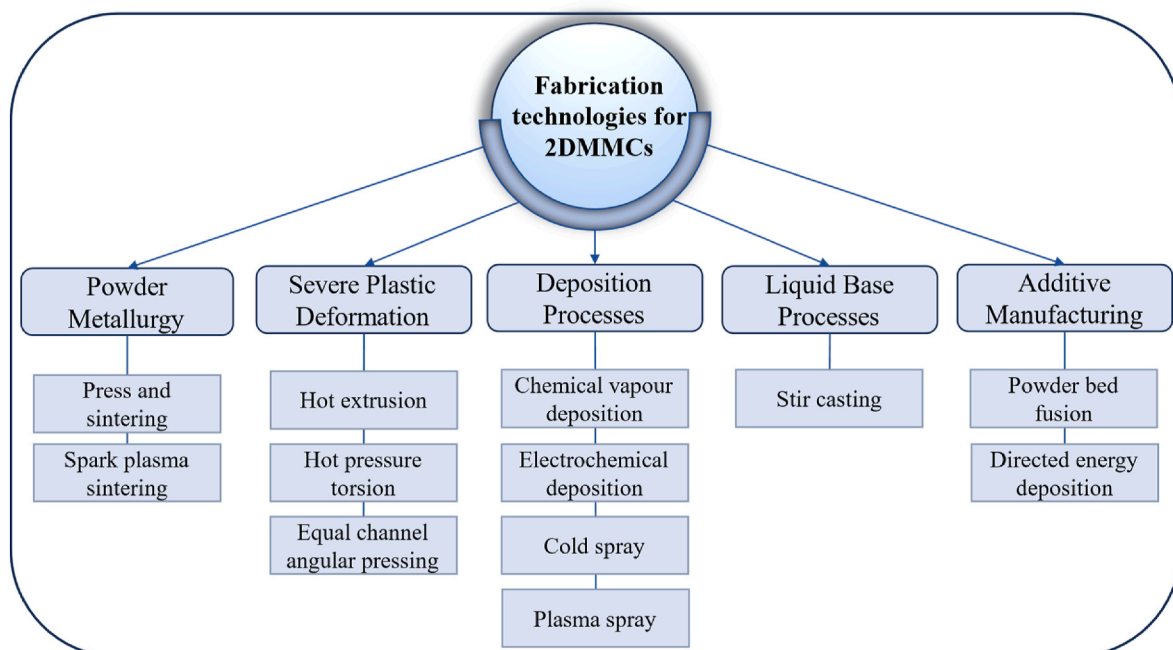 Fabrication
technologies for
2DMMCs
Powder
Metallurgy
Press and
sintering
Spark plasma
sintering
Severe Plastic
Deformation
Hot extrusion
Hot pressure
torsion
Equal channel
angular pressing
Deposition
Processes
Chemical vapour
deposition
Electrochemical
deposition
Cold spray
Plasma spray
Liquid Base
Processes
Stir casting
Additive
Manufacturing
Powder bed
fusion
Directed energy
deposition